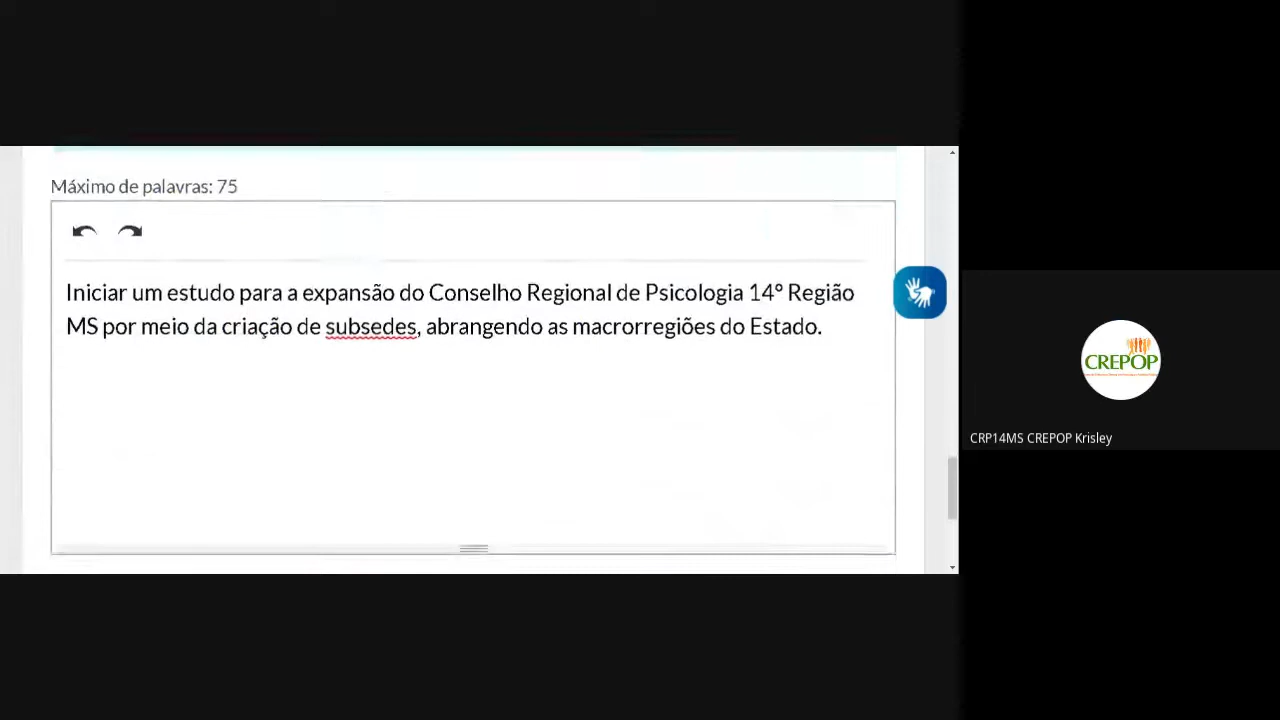 Máximo de palavras: 75
Iniciar um estudo para a expansão do Conselho Regional de Psicologia 14º Região
MS por meio da criação de subsedes, abrangendo as macrorregiões do Estado.
CREPOP
CRP14MS CREPOP Krisley